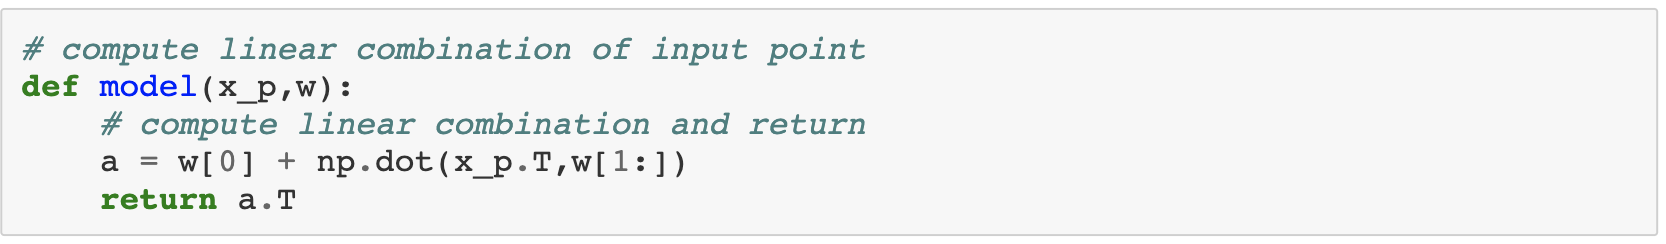 # compute linear combination of input point
def model(x_p,w):
    # compute linear combination and return
    a = w[0] + np.dot(x_p.T,w[1:])
    return a.T